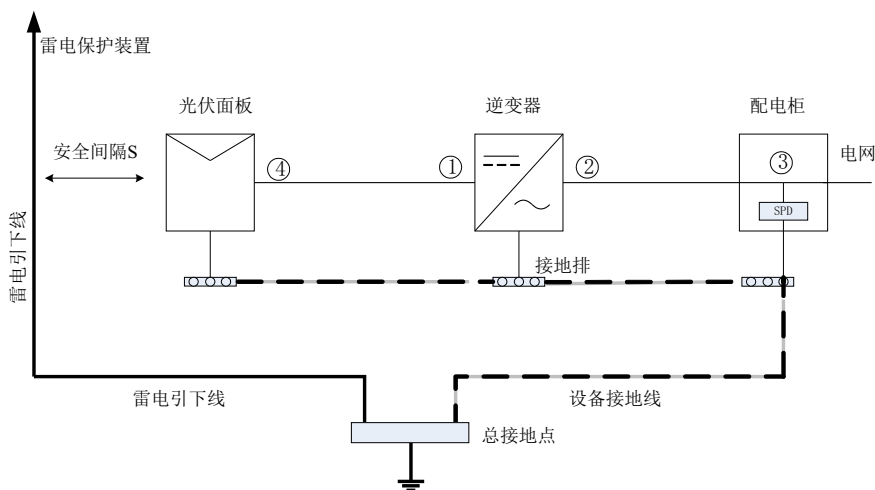 雷电保护装置
光伏面板
逆变器
配电柜
安全间隔S
④
①
②
③
电网
SPD
雷电引下线
接地排
雷电引下线
设备接地线
总接地点